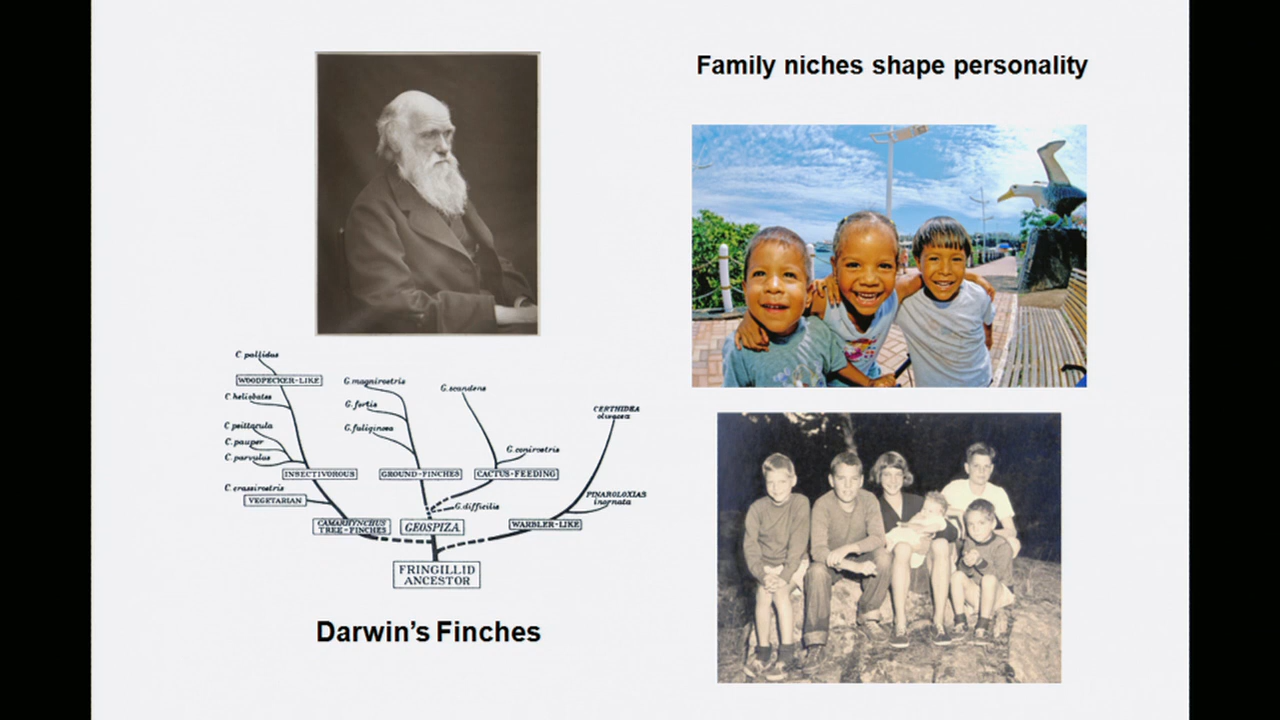 Family niches shape personality
C. pallidus
WOODPECKER-LIKE
C. heliobates
C. psittacula
C. pauper
C. parvulus
INSECTIVOROUS
C. crassirostris
VEGETARIAN
CAMARHYNCHUS
TREE-FINCHES
G. magnirostris
G. fortis
G. fuliginosa
GROUND-FINCHES
G. scandens
G. conirostris
CACTUS-FEEDING
G. difficilis
GEOSPIZA
CERTHIDEA
olivacea
PINAROLOXIAS
inornata
WARBLER-LIKE
FRINGILLID
ANCESTOR
Darwin's Finches